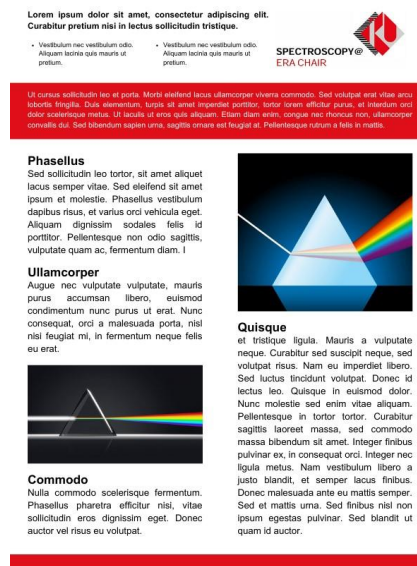 Lorem ipsum dolor sit amet, consectetur adipiscing elit.
Curabitur pretium nisi in lectus sollicitudin tristique.
• Vestibulum nec vestibulum odio.
Aliquam lacinia quis mauris ut
pretium.
• Vestibulum nec vestibulum odio.
Aliquam lacinia quis mauris ut
pretium.
KU
SPECTROSCOPY@
ERA CHAIR
Ut cursus sollicitudin leo et porta. Morbi eleifend lacus ullamcorper viverra commodo. Sed volutpat erat vitae arcu
lobortis fringilla. Duis elementum, turpis sit amet imperdiet porttitor, tortor lorem efficitur purus, et interdum orci
dolor scelerisque metus. Ut iaculis ut eros quis aliquam. Etiam diam enim, congue nec rhoncus non, ullamcorper
convallis dui. Sed bibendum sapien urna, sagittis ornare est feugiat at. Pellentesque rutrum a felis in mattis.
Phasellus
Sed sollicitudin leo tortor, sit amet aliquet
lacus semper vitae. Sed eleifend sit amet
ipsum et molestie. Phasellus vestibulum
dapibus risus, et varius orci vehicula eget.
Aliquam dignissim sodales felis id
porttitor. Pellentesque non odio sagittis,
vulputate quam ac, fermentum diam. I
Ullamcorper
Augue nec vulputate vulputate, mauris
purus accumsan libero, euismod
condimentum nunc purus ut erat. Nunc
consequat, orci a malesuada porta, nisl
nisi feugiat mi, in fermentum neque felis
eu erat.
Commodo
Nulla commodo scelerisque fermentum.
Phasellus pharetra efficitur nisi, vitae
sollicitudin eros dignissim eget. Donec
auctor vel risus eu volutpat.
Quisque
et tristique ligula. Mauris a vulputate
neque. Curabitur sed suscipit neque, sed
volutpat risus. Nam eu imperdiet libero.
Sed luctus tincidunt volutpat. Donec id
lectus leo. Quisque in euismod dolor.
Nunc molestie sed enim vitae aliquam.
Pellentesque in tortor tortor. Curabitur
sagittis laoreet massa, sed commodo
massa bibendum sit amet. Integer finibus
pulvinar ex, in consequat orci. Integer nec
ligula metus. Nam vestibulum libero a
justo blandit, et semper lacus finibus.
Donec malesuada ante eu mattis semper.
Sed et mattis urna. Sed finibus nisl non
ipsum egestas pulvinar. Sed blandit ut
quam id auctor.